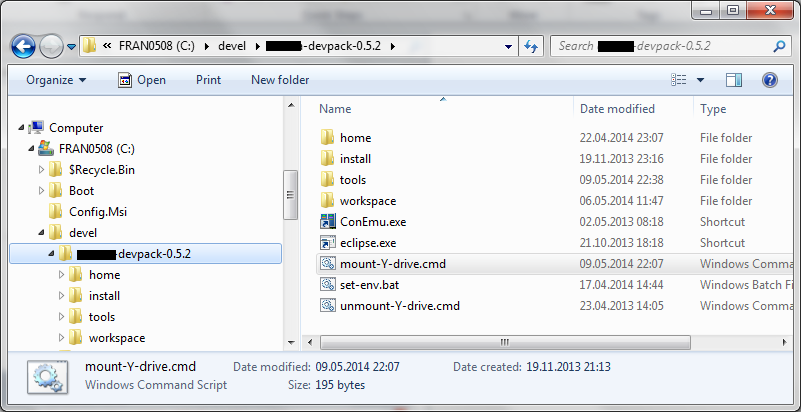 « FRAN0508 (C:) devel -devpack-0.5.2
Search -devpack-0.5.2
Organize Open Print New folder
Name Date modified Type
Computer
FRAN0508 (C:)
$Recycle.Bin
Boot
Config.Msi
devel
-devpack-0.5.2
home
install
tools
workspace
home 22.04.2014 23:07 File folder
install 19.11.2013 23:16 File folder
tools 09.05.2014 22:38 File folder
workspace 06.05.2014 11:47 File folder
ConEmu.exe 02.05.2013 08:18 Shortcut
eclipse.exe 21.10.2013 18:18 Shortcut
mount-Y-drive.cmd 09.05.2014 22:07 Windows Comma
set-env.bat 17.04.2014 14:44 Windows Batch Fi
unmount-Y-drive.cmd 23.04.2013 14:05 Windows Comma
mount-Y-drive.cmd Date modified: 09.05.2014 22:07 Date created: 19.11.2013 21:13
Windows Command Script Size: 195 bytes